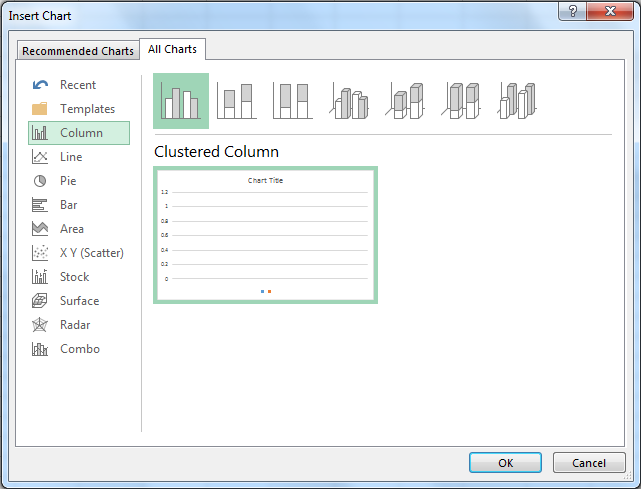 Insert Chart
?
Recommended Charts
All Charts
Recent
Templates
Column
Line
Pie
Bar
Area
X Y (Scatter)
Stock
Surface
Radar
Combo
Clustered Column
Chart Title
1.2
1
0.8
0.6
0.4
0.2
0
OK
Cancel